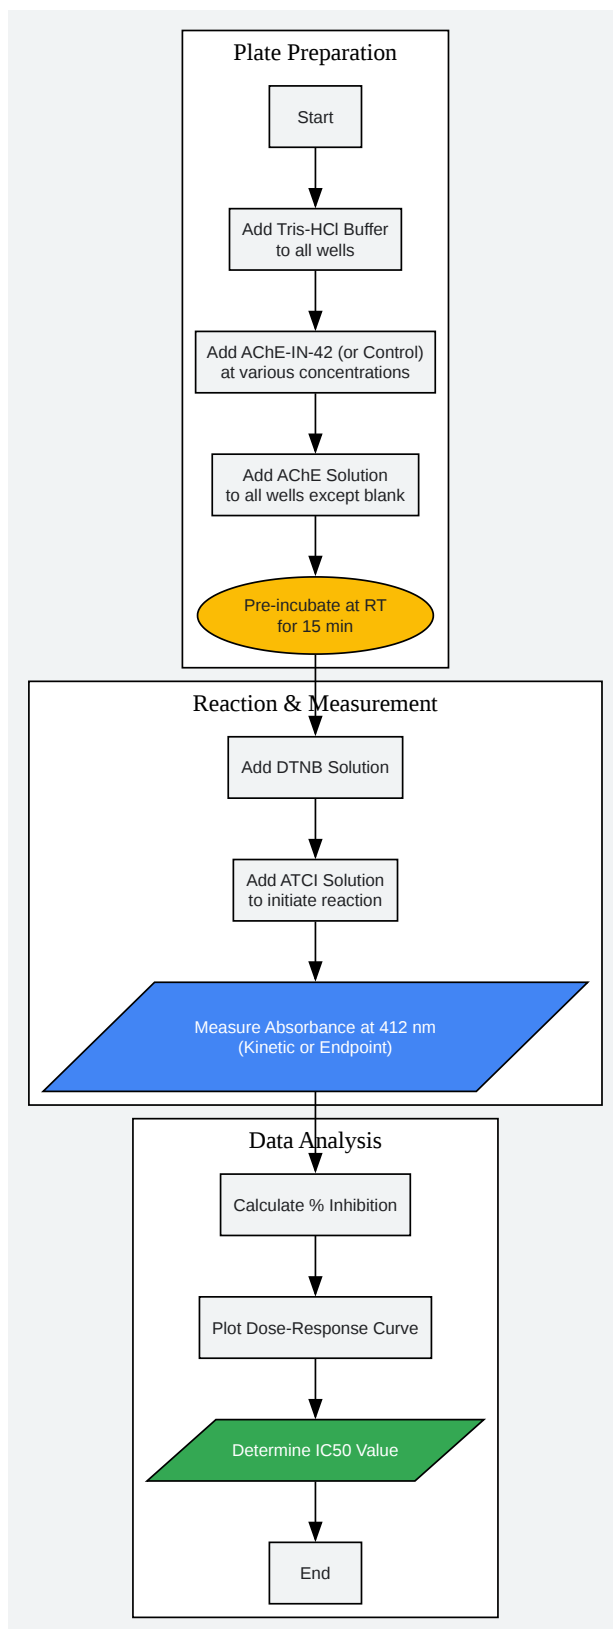 Plate Preparation
Start
Add Tris-HCl Buffer
to all wells
Add AChE-IN-42 (or Control)
at various concentrations
Add AChE Solution
to all wells except blank
Pre-incubate at RT
for 15 min
Reaction & Measurement
Add DTNB Solution
Add ATCI Solution
to initiate reaction
Measure Absorbance at 412 nm
(Kinetic or Endpoint)
Data Analysis
Calculate % Inhibition
Plot Dose-Response Curve
Determine IC50 Value
End